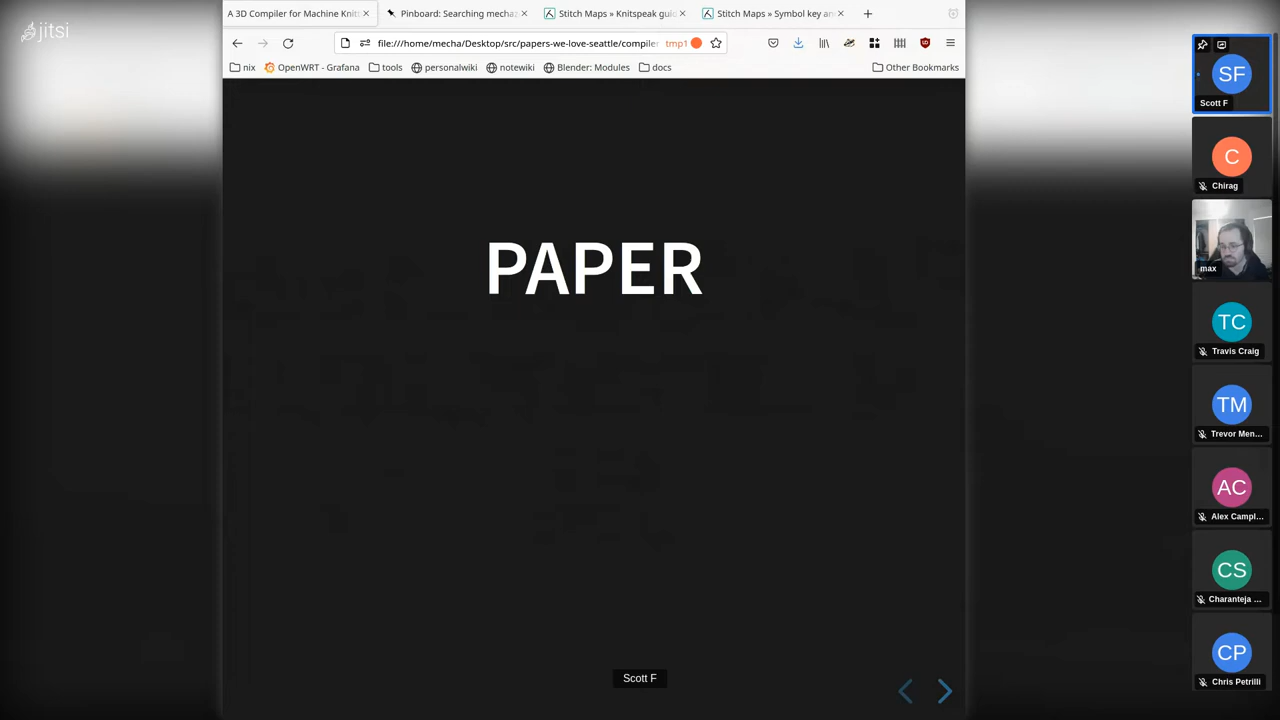 jitsi
A 3D Compiler for Machine Knitt
Pinboard: Searching mecha
Stitch Maps » Knitspeak guid
Stitch Maps » Symbol key an
file:///home/mecha/Desktop/src/papers-we-love-seattle/compiler
tmp1
nix
OpenWRT - Grafana
tools
personalwiki
notewiki
Blender: Modules
docs
Other Bookmarks
PAPER
Scott F
SF
Scott F
C
Chirag
max
TC
Travis Craig
TM
Trevor Men...
AC
Alex Campl...
CS
Charanteja ...
CP
Chris Petrilli